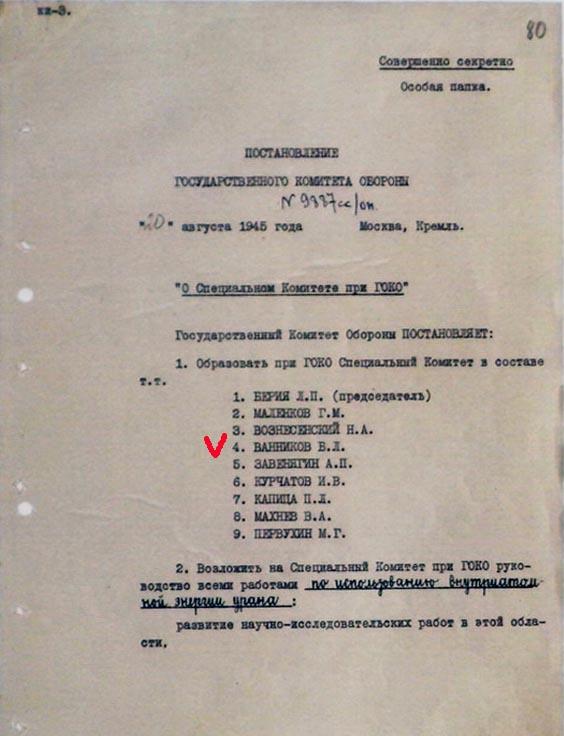 кж-3.
80
Совершенно секретно
Особая папка.
ПОСТАНОВЛЕНИЕ
ГОСУДАРСТВЕННОГО КОМИТЕТА ОБОРОНЫ
№ 9887сс/оп.
"20" августа 1945 года Москва, Кремль.
"О Специальном Комитете при ГОКО"
Государственный Комитет Обороны ПОСТАНОВЛЯЕТ:
1. Образовать при ГОКО Специальный Комитет в составе
т.т.
1. БЕРИЯ Л.П. (председатель)
2. МАЛЕНКОВ Г.М.
3. ВОЗНЕСЕНСКИЙ Н.А.
4. ВАННИКОВ Б.Л.
5. ЗАВЕНЯГИН А.П.
6. КУРЧАТОВ И.В.
7. КАПИЦА П.Л.
8. МАХНЕВ В.А.
9. ПЕРВУХИН М.Г.
2. Возложить на Специальный Комитет при ГОКО руко-
водство всеми работами по использованию внутриатом-
ной энергии урана :
развитие научно-исследовательских работ в этой обла-
сти,